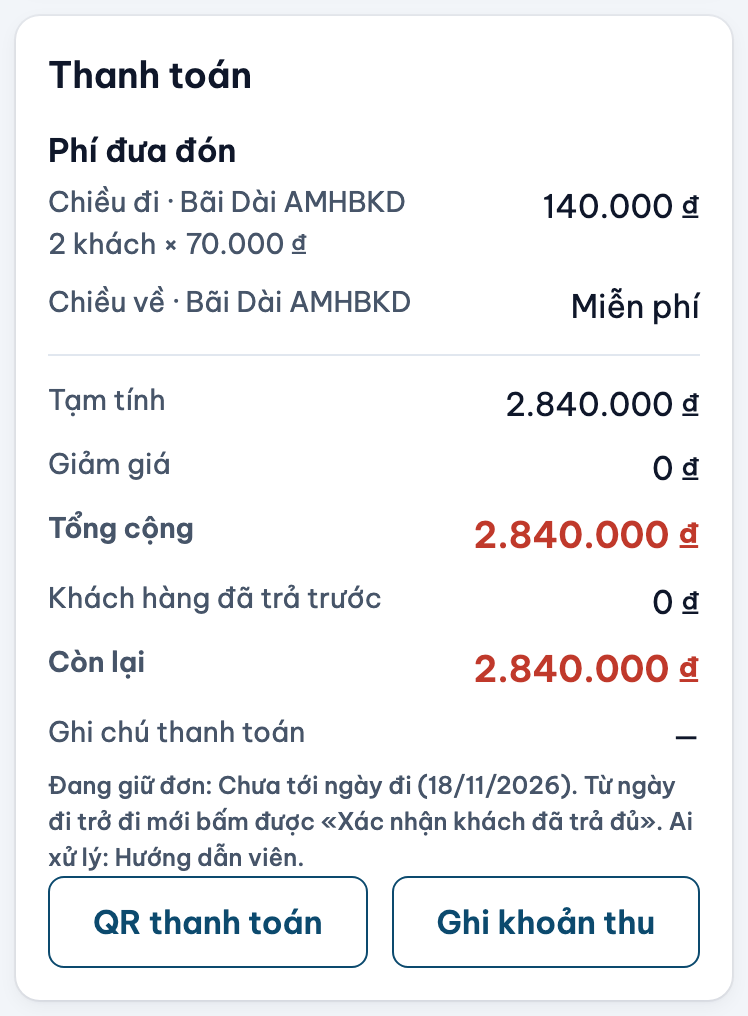 Thanh toán
Phí đưa đón
Chiều đi · Bãi Dài AMHBKD
140.000 ₫
2 khách × 70.000 ₫
Chiều về · Bãi Dài AMHBKD
Miễn phí
Tạm tính
2.840.000 ₫
Giảm giá
0 ₫
Tổng cộng
2.840.000 ₫
Khách hàng đã trả trước
0 ₫
Còn lại
2.840.000 ₫
Ghi chú thanh toán
—
Đang giữ đơn: Chưa tới ngày đi (18/11/2026). Từ ngày
đi trở đi mới bấm được «Xác nhận khách đã trả đủ». Ai
xử lý: Hướng dẫn viên.
QR thanh toán
Ghi khoản thu